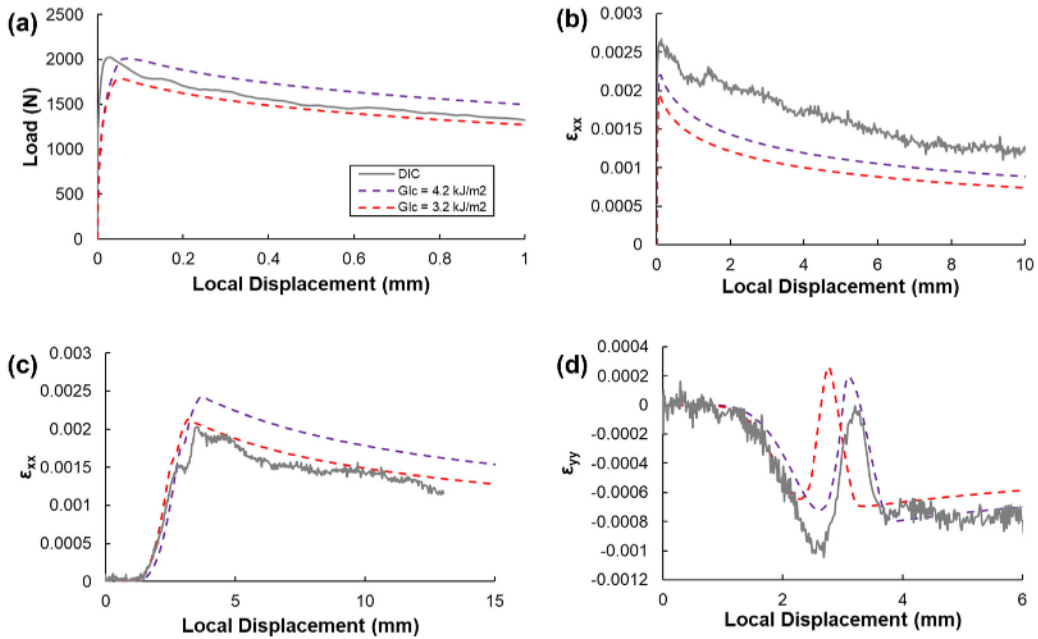 (a)
2500
2000
1500
1000
500
0
Load (N)
DIC
GIc = 4.2 kJ/m2
GIc = 3.2 kJ/m2
0 0.2 0.4 0.6 0.8 1
Local Displacement (mm)
(b)
0.003
0.0025
0.002
0.0015
0.001
0.0005
0
εxx
0 2 4 6 8 10
Local Displacement (mm)
(c)
0.003
0.0025
0.002
0.0015
0.001
0.0005
0
εxx
0 5 10 15
Local Displacement (mm)
(d)
0.0004
0.0002
0
-0.0002
-0.0004
-0.0006
-0.0008
-0.001
-0.0012
εyy
0 2 4 6
Local Displacement (mm)